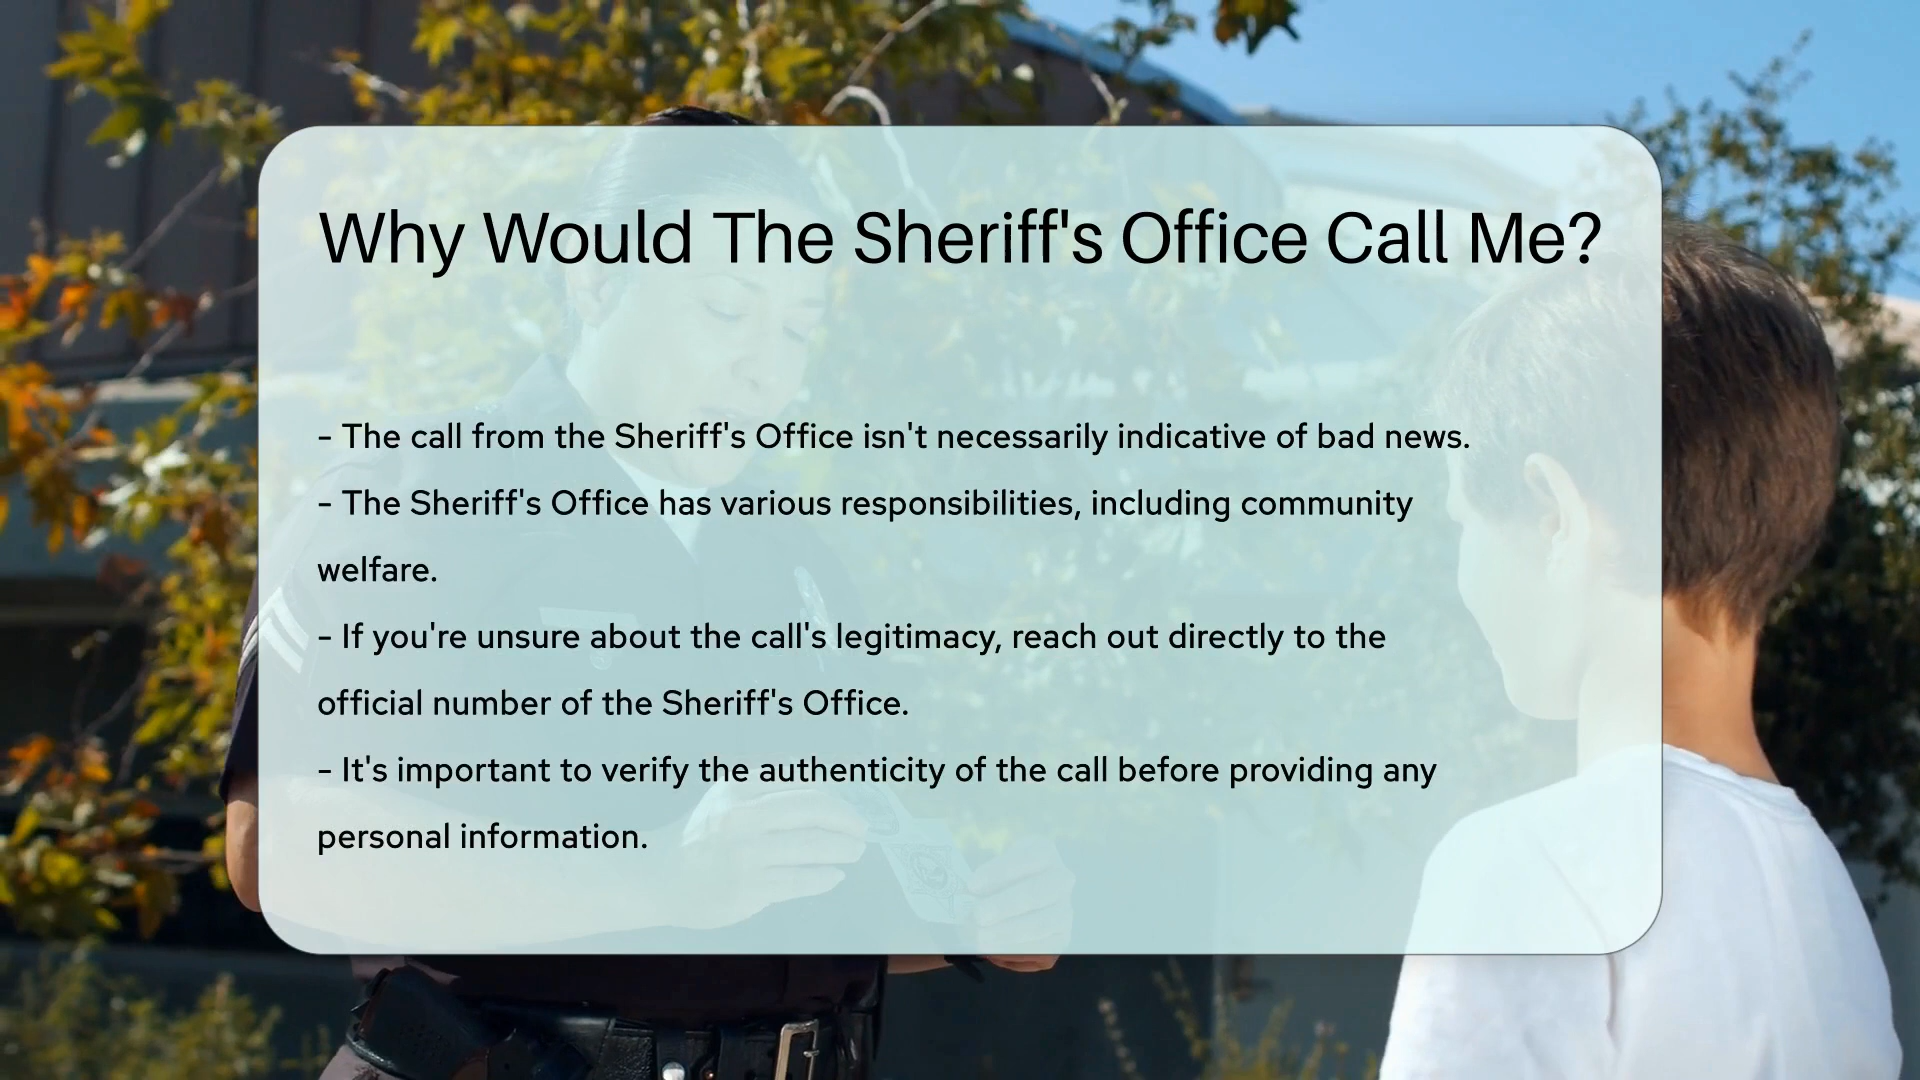 Why Would The Sheriff's Office Call Me?
- The call from the Sheriff's Office isn't necessarily indicative of bad news.
- The Sheriff's Office has various responsibilities, including community
welfare.
- If you're unsure about the call's legitimacy, reach out directly to the
official number of the Sheriff's Office.
- It's important to verify the authenticity of the call before providing any
personal information.